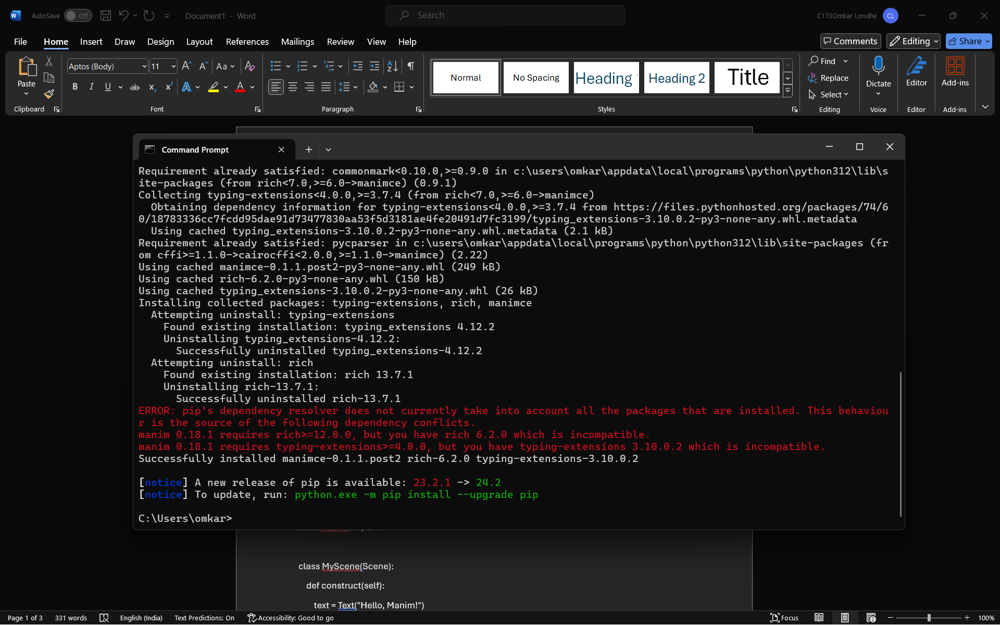 AutoSave Off Document1 - Word Search C173Omkar Londhe CL
File Home Insert Draw Design Layout References Mailings Review View Help Comments Editing Share
Aptos (Body) 11 Aa Find
Paste Normal No Spacing Heading Heading 2 Title Replace Dictate Editor Add-ins
B I U ab x2 x2 A A Select
Clipboard Font Paragraph Styles Editing Voice Editor Add-ins
Command Prompt
Requirement already satisfied: commonmark<0.10.0,>=0.9.0 in c:\users\omkar\appdata\local\programs\python\python312\lib\s
ite-packages (from rich<7.0,>=6.0->manimce) (0.9.1)
Collecting typing-extensions<4.0.0,>=3.7.4 (from rich<7.0,>=6.0->manimce)
Obtaining dependency information for typing-extensions<4.0.0,>=3.7.4 from https://files.pythonhosted.org/packages/74/6
0/18783336cc7fcdd95dae91d73477830aa53f5d3181ae4fe20491d7fc3199/typing_extensions-3.10.0.2-py3-none-any.whl.metadata
Using cached typing_extensions-3.10.0.2-py3-none-any.whl.metadata (2.1 kB)
Requirement already satisfied: pycparser in c:\users\omkar\appdata\local\programs\python\python312\lib\site-packages (fr
om cffi>=1.1.0->cairocffi<2.0.0,>=1.1.0->manimce) (2.22)
Using cached manimce-0.1.1.post2-py3-none-any.whl (249 kB)
Using cached rich-6.2.0-py3-none-any.whl (150 kB)
Using cached typing_extensions-3.10.0.2-py3-none-any.whl (26 kB)
Installing collected packages: typing-extensions, rich, manimce
Attempting uninstall: typing-extensions
Found existing installation: typing_extensions 4.12.2
Uninstalling typing_extensions-4.12.2:
Successfully uninstalled typing_extensions-4.12.2
Attempting uninstall: rich
Found existing installation: rich 13.7.1
Uninstalling rich-13.7.1:
Successfully uninstalled rich-13.7.1
ERROR: pip's dependency resolver does not currently take into account all the packages that are installed. This behaviou
r is the source of the following dependency conflicts.
manim 0.18.1 requires rich>=12.0.0, but you have rich 6.2.0 which is incompatible.
manim 0.18.1 requires typing-extensions>=4.0.0, but you have typing-extensions 3.10.0.2 which is incompatible.
Successfully installed manimce-0.1.1.post2 rich-6.2.0 typing-extensions-3.10.0.2
[notice] A new release of pip is available: 23.2.1 -> 24.2
[notice] To update, run: python.exe -m pip install --upgrade pip
C:\Users\omkar>
class MyScene(Scene):
def construct(self):
text = Text("Hello, Manim!")
Page 1 of 3 331 words English (India) Text Predictions: On Accessibility: Good to go Focus 100%